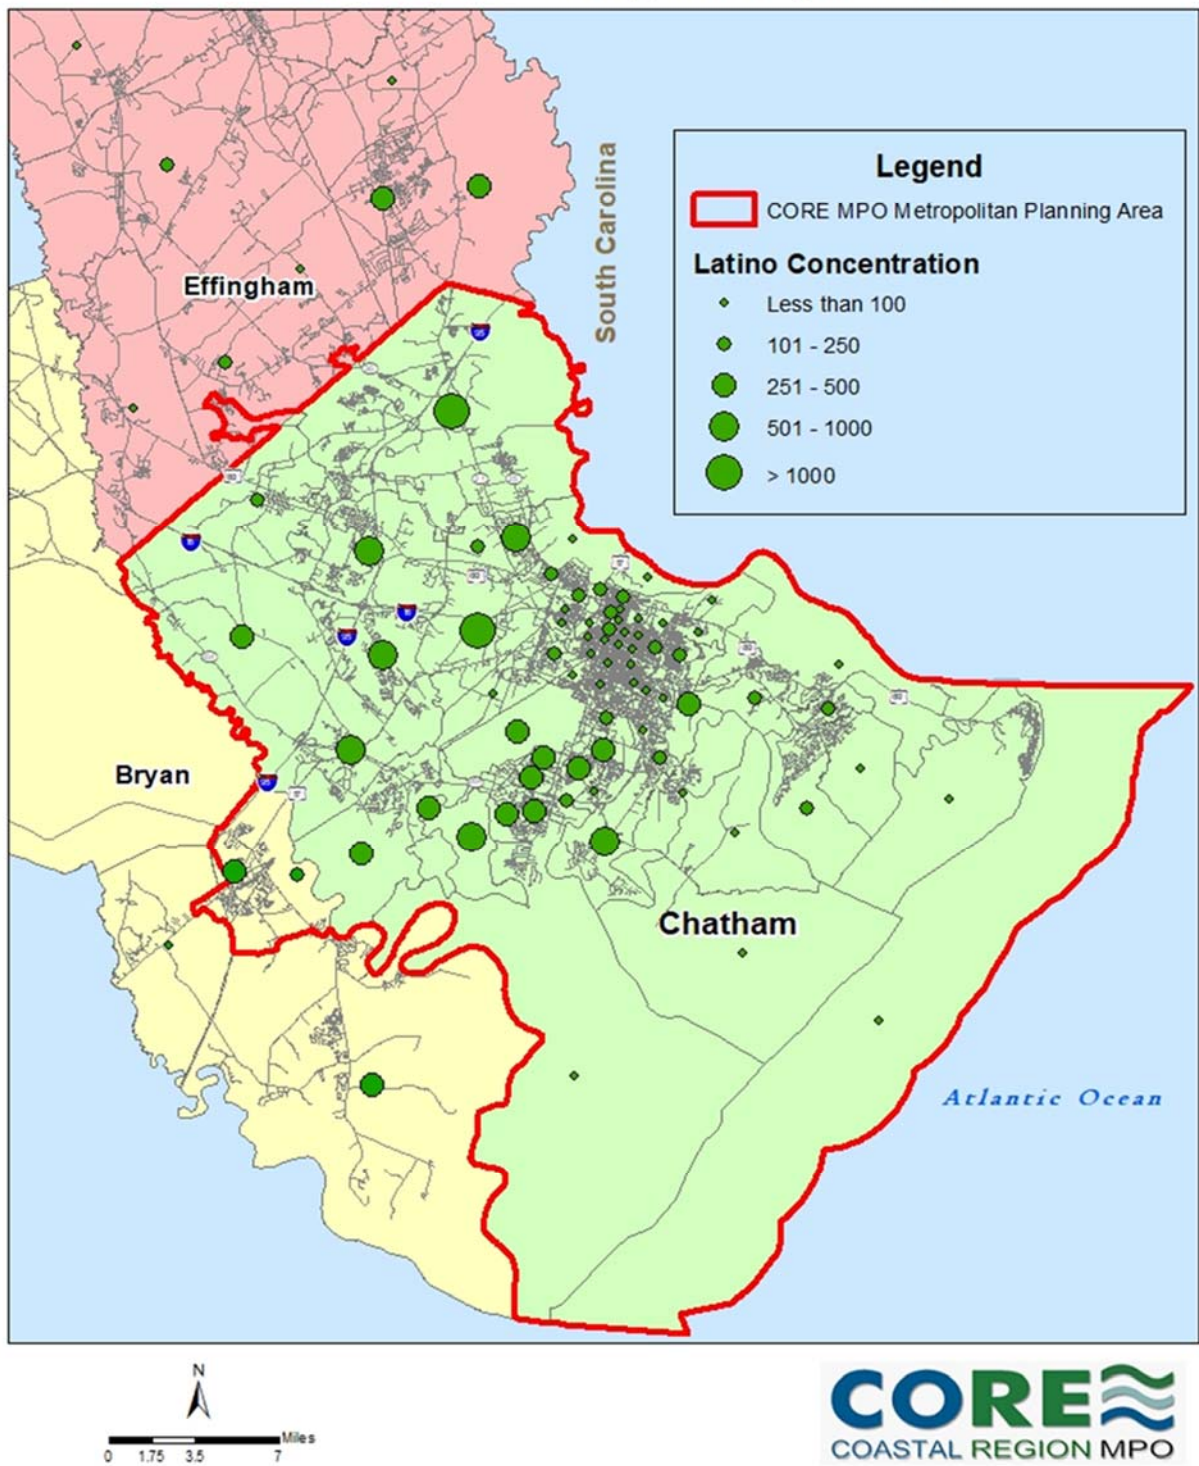 South Carolina
Legend
CORE MPO Metropolitan Planning Area
Latino Concentration
Less than 100
101 - 250
251 - 500
501 - 1000
> 1000
Effingham
Bryan
Chatham
Atlantic Ocean
N
Miles
0 1.75 3.5 7
CORE
COASTAL REGION MPO